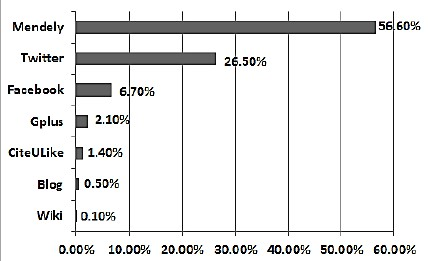 Mendely 56.60%
Twitter 26.50%
Facebook 6.70%
Gplus 2.10%
CiteULike 1.40%
Blog 0.50%
Wiki 0.10%
0.00% 10.00% 20.00% 30.00% 40.00% 50.00% 60.00%